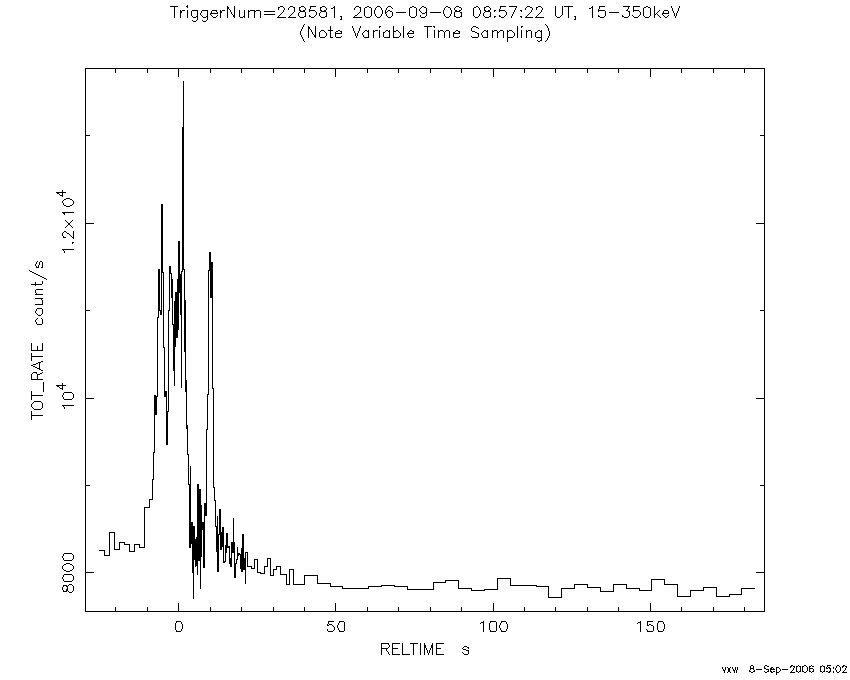 TriggerNum=228581, 2006-09-08 08:57:22 UT, 15-350keV
(Note Variable Time Sampling)
1.2×10⁴
TOT_RATE count/s
10⁴
8000
0 50 100 150
RELTIME s
vxw 8-Sep-2006 05:02